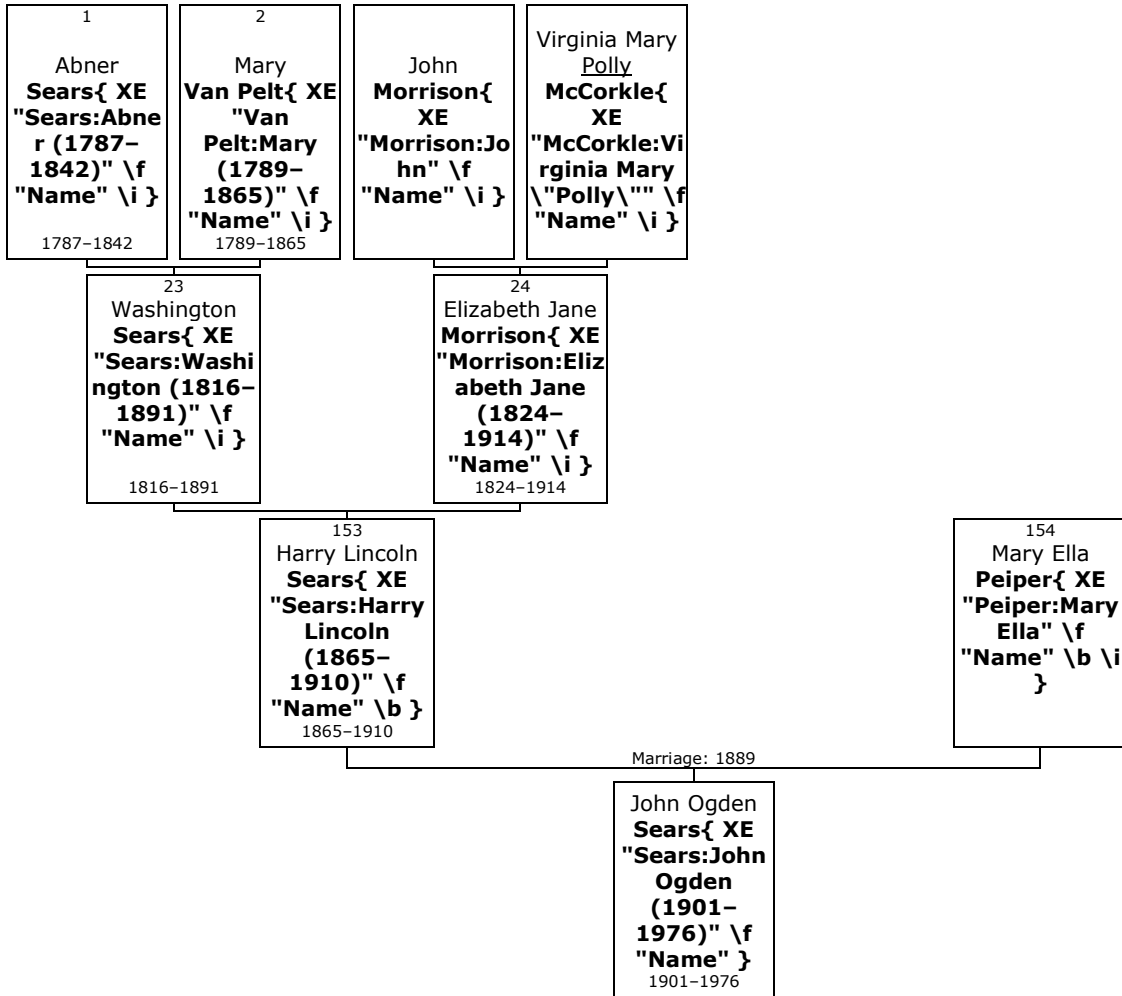 1
Abner
Sears{ XE
"Sears:Abne
r (1787–
1842)" \f
"Name" \i }
1787–1842
2
Mary
Van Pelt{ XE
"Van
Pelt:Mary
(1789–
1865)" \f
"Name" \i }
1789–1865
John
Morrison{
XE
"Morrison:Jo
hn" \f
"Name" \i }
Virginia Mary
Polly
McCorkle{
XE
"McCorkle:Vi
rginia Mary
\"Polly\"" \f
"Name" \i }
23
Washington
Sears{ XE
"Sears:Washi
ngton (1816–
1891)" \f
"Name" \i }
1816–1891
24
Elizabeth Jane
Morrison{ XE
"Morrison:Eliz
abeth Jane
(1824–
1914)" \f
"Name" \i }
1824–1914
153
Harry Lincoln
Sears{ XE
"Sears:Harry
Lincoln
(1865–
1910)" \f
"Name" \b }
1865–1910
154
Mary Ella
Peiper{ XE
"Peiper:Mary
Ella" \f
"Name" \b \i
}
Marriage: 1889
John Ogden
Sears{ XE
"Sears:John
Ogden
(1901–
1976)" \f
"Name" }
1901–1976